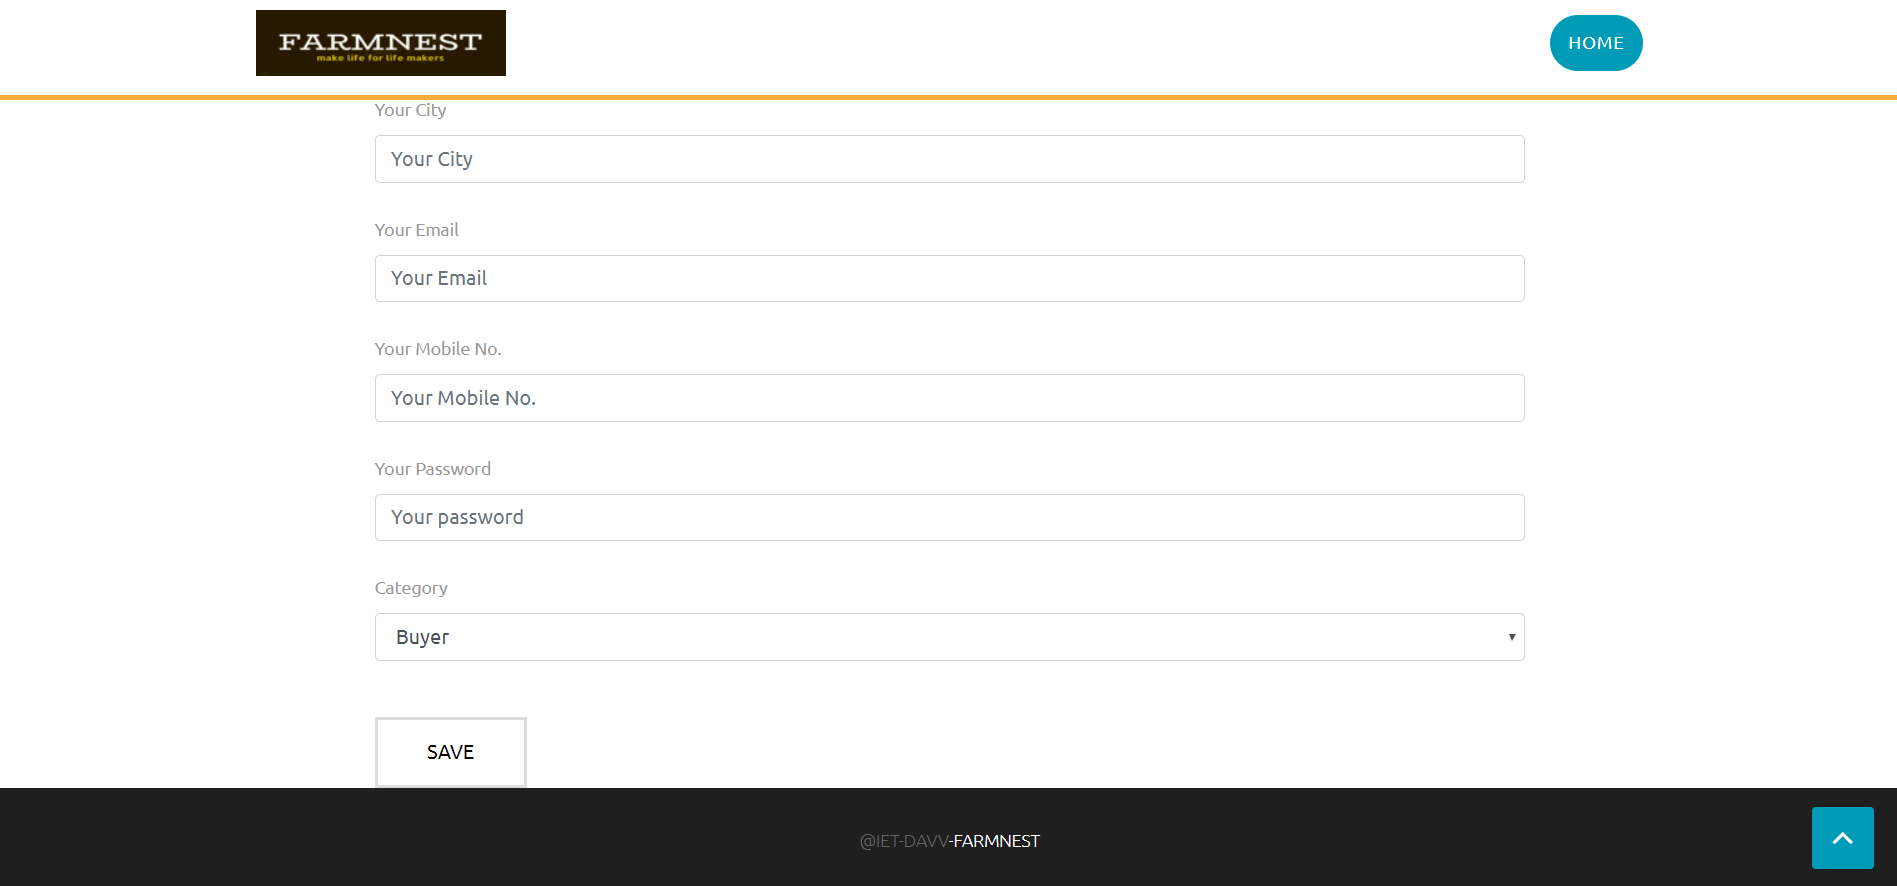 FARMNEST
make life for life makers
HOME
Your City
Your City
Your Email
Your Email
Your Mobile No.
Your Mobile No.
Your Password
Your password
Category
Buyer
SAVE
@IET-DAVV-FARMNEST